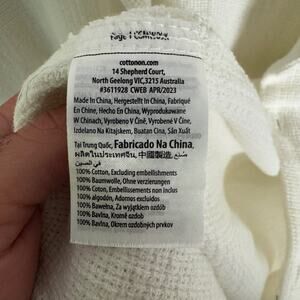 cottonon.com
14 Shepherd Court,
North Geelong VIC,3215 Australia
#3611928 CWEB APR/2023
Made In China, Hergestellt In China, Fabriqué
En Chine, Hecho En China, Wyprodukowane
W Chinach, Vyrobeno V Číně, Vyrobené V Číne,
Izdelano Na Kitajskem, Buatan Cina, Sản Xuất
Tại Trung Quốc, Fabricado Na China,
ผลิตในประเทศจีน, 中國製造, صُنع
في الصين
100% Cotton, Excluding embellishments
100% Baumwolle, Ohne verzierungen
100% Coton, Embellissements non inclus
100% algodón, Adornos excluidos
100% Bawełna, Za wyjątkiem ozdób
100% Bavlna, Kromě ozdob
100% Bavlna, Okrem ozdobných prvkov